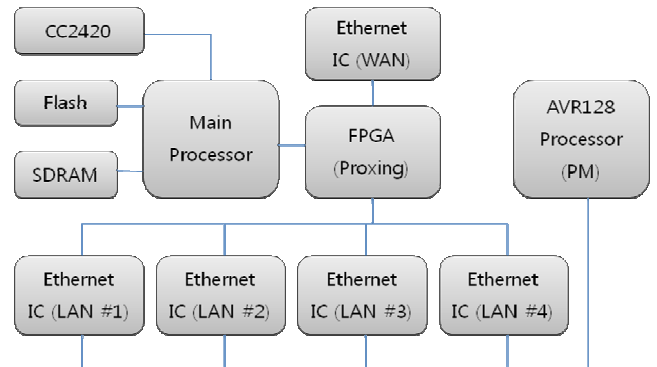 CC2420
Ethernet
IC (WAN)
Flash
Main
Processor
AVR128
Processor
(PM)
FPGA
(Proxing)
SDRAM
Ethernet
IC (LAN #1)
Ethernet
IC (LAN #2)
Ethernet
IC (LAN #3)
Ethernet
IC (LAN #4)